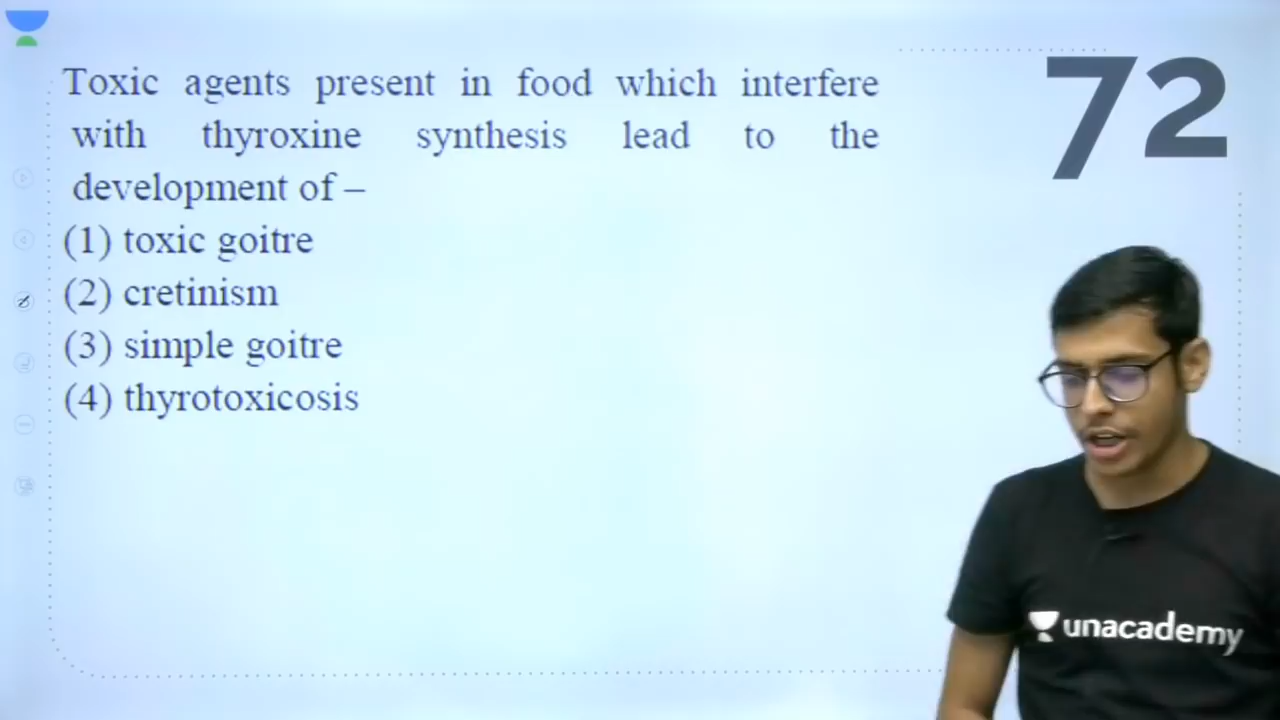 Toxic agents present in food which interfere
with thyroxine synthesis lead to the
development of –
(1) toxic goitre
(2) cretinism
(3) simple goitre
(4) thyrotoxicosis
72
unacademy